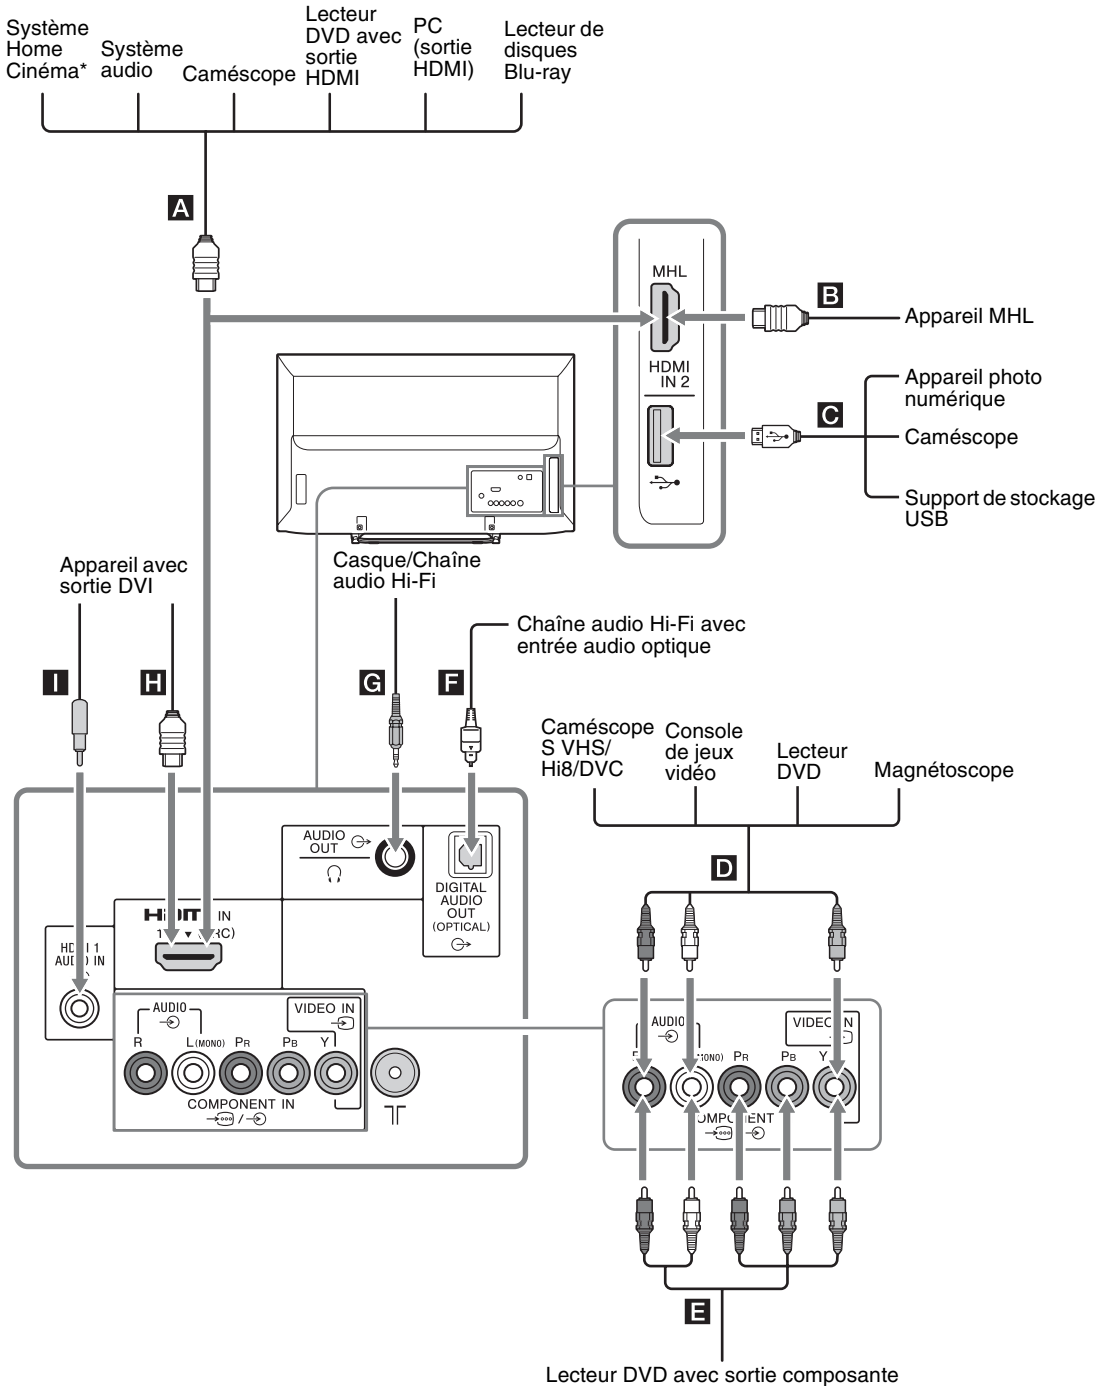 Système
Home
Cinéma*
Système
audio
Caméscope
Lecteur
DVD avec
sortie
HDMI
PC
(sortie
HDMI)
Lecteur de
disques
Blu-ray
A
MHL
B
Appareil MHL
HDMI
IN 2
C
Appareil photo
numérique
Caméscope
Support de stockage
USB
Appareil avec
sortie DVI
Casque/Chaîne
audio Hi-Fi
Chaîne audio Hi-Fi avec
entrée audio optique
I
H
G
F
Caméscope
S VHS/
Hi8/DVC
Console
de jeux
vidéo
Lecteur
DVD
Magnétoscope
D
AUDIO
OUT
DIGITAL
AUDIO
OUT
(OPTICAL)
IN
1
IN
AUDIO
VIDEO IN
R
L (MONO)
PR
PB
Y
COMPONENT IN
/
AUDIO
PR
PB
Y
E
Lecteur DVD avec sortie composante